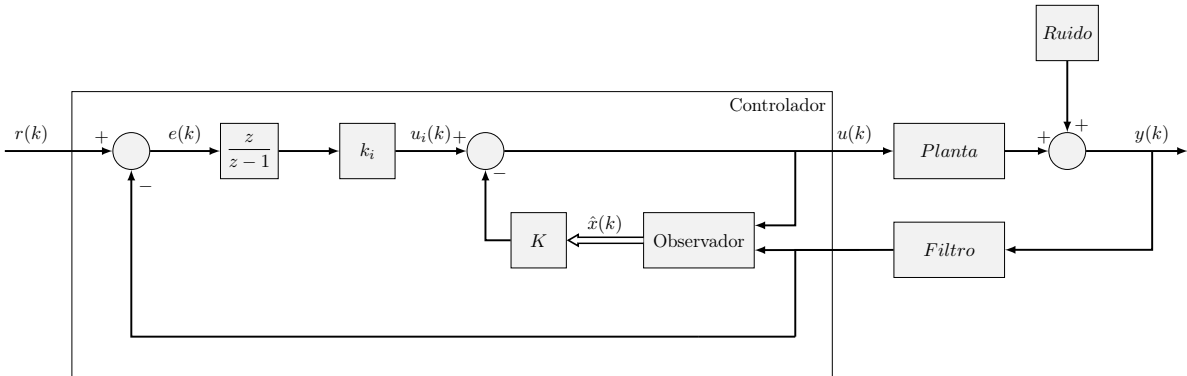 Ruido
Controlador
r(k)
+
e(k)
z
z − 1
k_i
u_i(k)
+
u(k)
Planta
+
+
y(k)
−
−
K
x̂(k)
Observador
Filtro